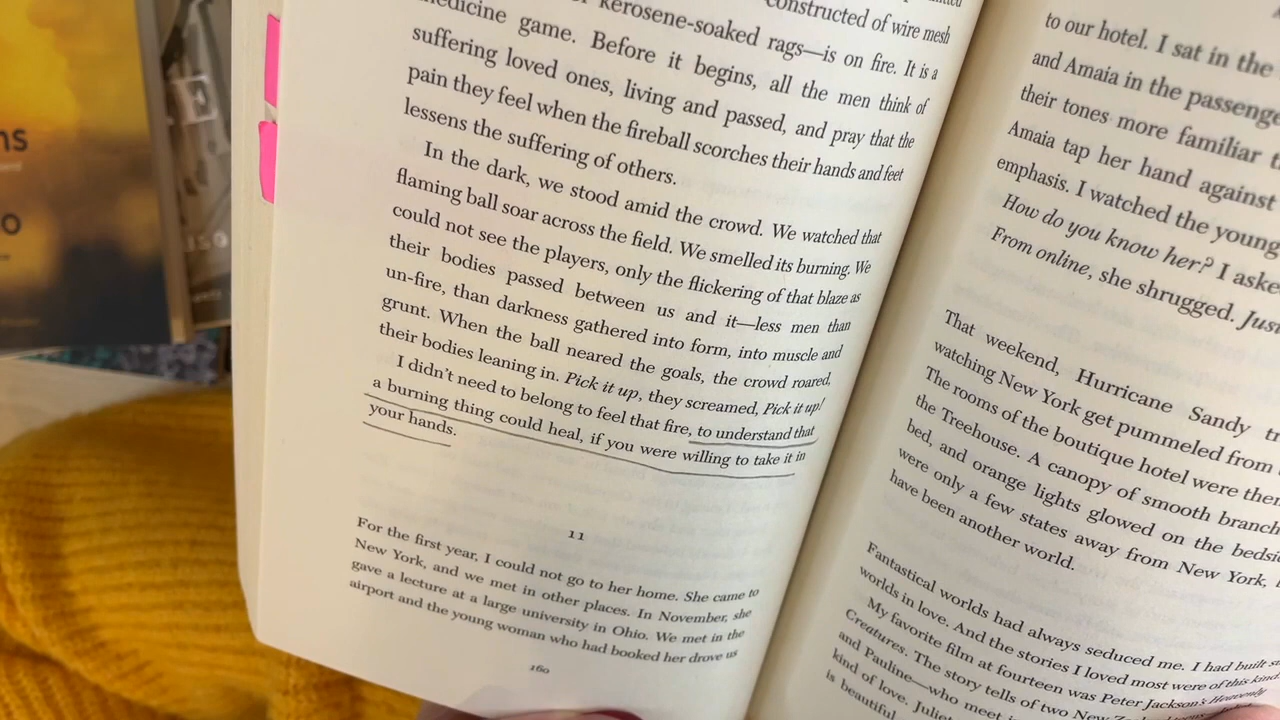 constructed of wire mesh
kerosene-soaked rags—is on fire. It is a
medicine game. Before it begins, all the men think of
suffering loved ones, living and passed, and pray that the
pain they feel when the fireball scorches their hands and feet
lessens the suffering of others.
In the dark, we stood amid the crowd. We watched that
flaming ball soar across the field. We smelled its burning. We
could not see the players, only the flickering of that blaze as
their bodies passed between us and it—less men than
un-fire, than darkness gathered into form, into muscle and
grunt. When the ball neared the goals, the crowd roared,
their bodies leaning in. Pick it up, they screamed, Pick it up!
I didn't need to belong to feel that fire, to understand that
a burning thing could heal, if you were willing to take it in
your hands.
11
For the first year, I could not go to her home. She came to
New York, and we met in other places. In November, she
gave a lecture at a large university in Ohio. We met in the
airport and the young woman who had booked her drove us
160
to our hotel. I sat in the
and Amaia in the
their tones more familiar
Amaia tap her hand against
emphasis. I watched the young
How do you know her? I
From online, she shrugged.
That weekend, Hurricane Sandy
watching New York get pummeled from
The rooms of the boutique hotel were
the Treehouse. A canopy of smooth
bed, and orange lights glowed on the
were only a few states away from New York,
have been another world.
Fantastical worlds had always seduced me. I had built
worlds in love. And the stories I loved most were of this kind
My favorite film at fourteen was Peter Jackson's Heavenly
Creatures. The story tells of two New
and Pauline—who meet
kind of love.
is beautiful,